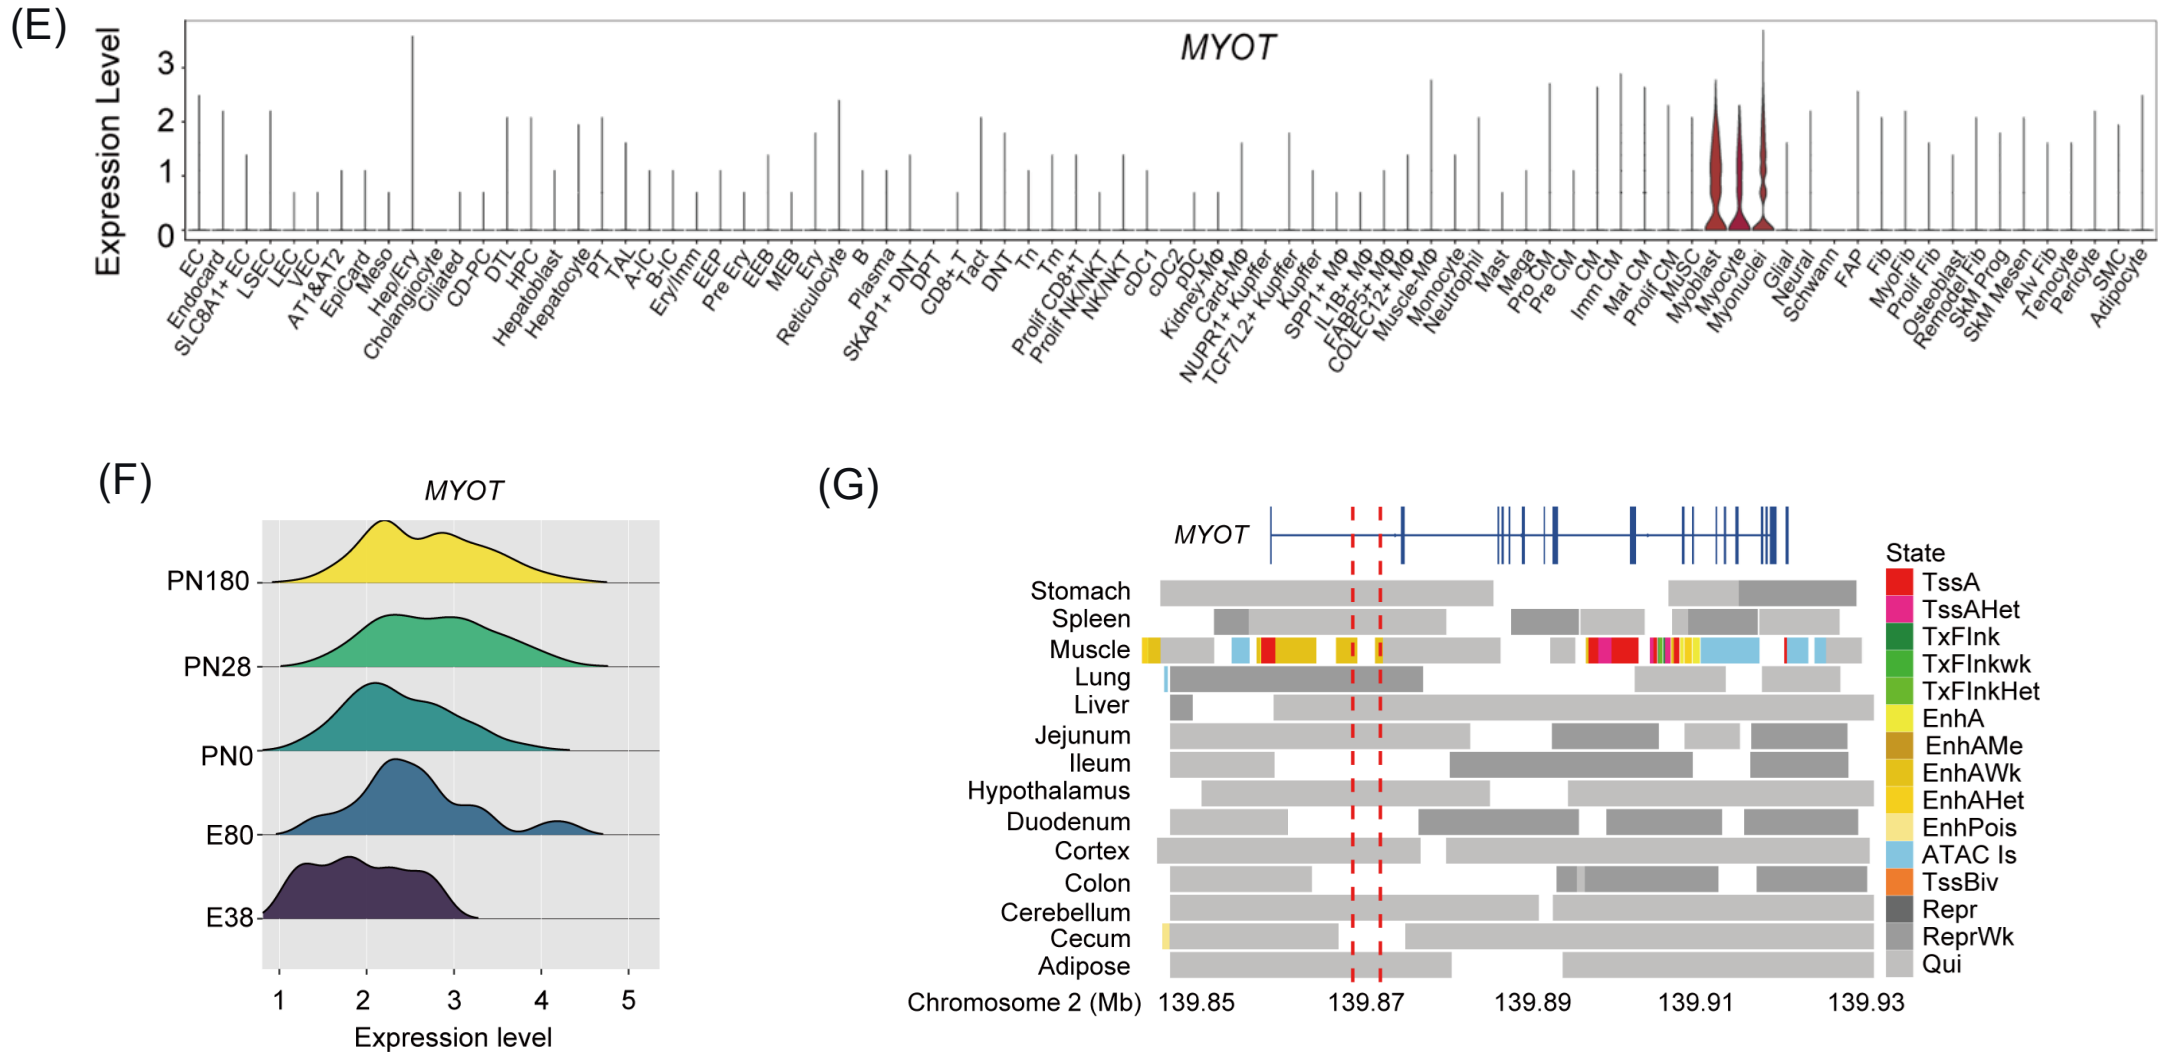 (E)
MYOT
Expression Level
3
2
1
0
EC
Endocard
SLC8A1+ EC
LSEC
LEC
VEC
AT1&AT2
EpiCard
Meso
Hep/Ery
Cholangiocyte
Ciliated
CD-PC
DTL
HPC
Hepatoblast
Hepatocyte
PT
TAL
A-IC
B-IC
Ery/Imm
EEP
Pre Ery
EEB
MEB
Ery
Reticulocyte
B
Plasma
SKAP1+ DNT
DPT
CD8+ T
Tact
DNT
Tn
Tm
Prolif CD8+T
Prolif NK/NKT
NK/NKT
cDC1
cDC2
pDC
Kidney-MΦ
Card-MΦ
NUPR1+ Kupffer
TCF7L2+ Kupffer
Kupffer
SPP1+ MΦ
IL1B+ MΦ
FABP5+ MΦ
COLEC12+ MΦ
Muscle-MΦ
Monocyte
Neutrophil
Mast
Mega
Pro CM
Pre CM
CM
Imm CM
Mat CM
Prolif CM
MuSC
Myoblast
Myocyte
Myonuclei
Glial
Neural
Schwann
FAP
Fib
MyoFib
Prolif Fib
Osteoblast
Remodel Fib
SkM Prog
SkM Mesen
Alv Fib
Tenocyte
Pericyte
SMC
Adipocyte
(F)
MYOT
PN180
PN28
PN0
E80
E38
1 2 3 4 5
Expression level
(G)
MYOT
Stomach
Spleen
Muscle
Lung
Liver
Jejunum
Ileum
Hypothalamus
Duodenum
Cortex
Colon
Cerebellum
Cecum
Adipose
Chromosome 2 (Mb) 139.85 139.87 139.89 139.91 139.93
State
TssA
TssAHet
TxFlnk
TxFlnkwk
TxFlnkHet
EnhA
EnhAMe
EnhAWk
EnhAHet
EnhPois
ATAC Is
TssBiv
Repr
ReprWk
Qui